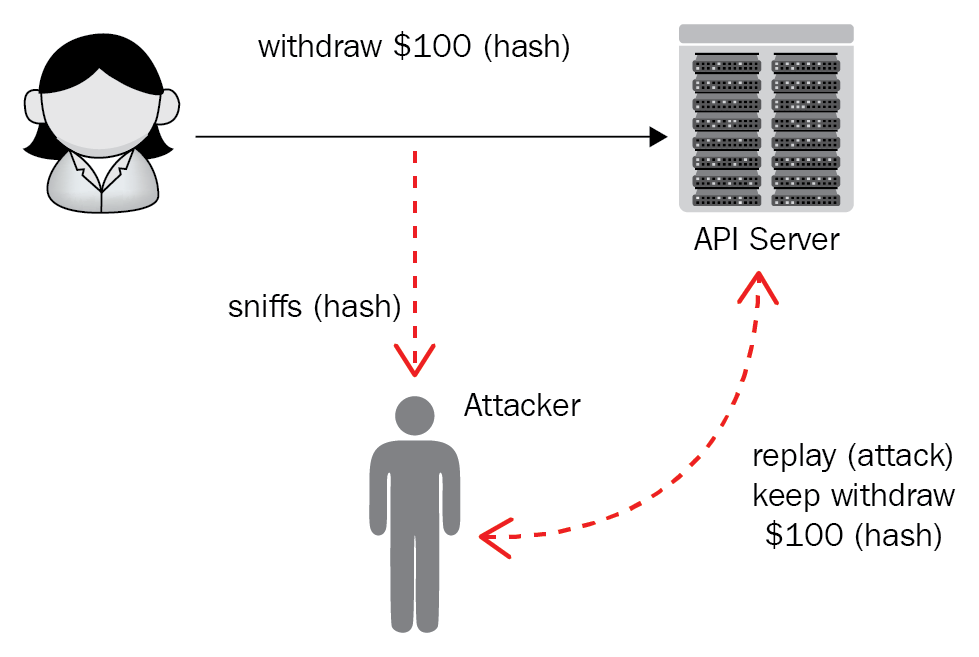 withdraw $100 (hash)
API Server
sniffs (hash)
Attacker
replay (attack)
keep withdraw
$100 (hash)